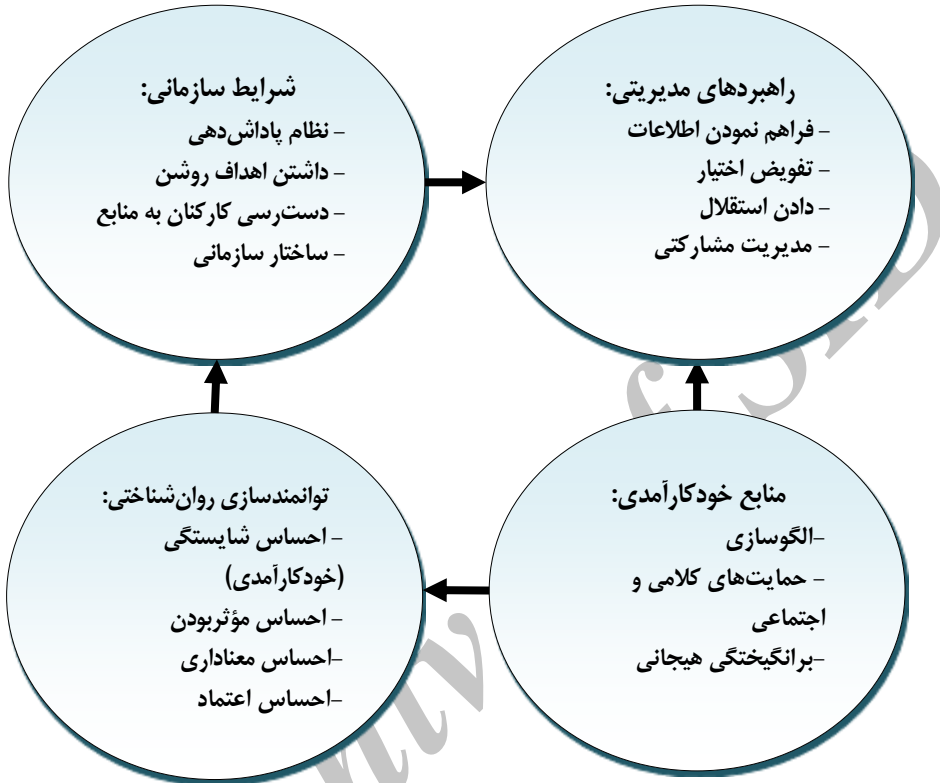 راهبردهای مدیریتی:
- فراهم نمودن اطلاعات
- تفویض اختیار
- دادن استقلال
- مدیریت مشارکتی
شرایط سازمانی:
- نظام پاداش‌دهی
- داشتن اهداف روشن
- دست‌رسی کارکنان به منابع
- ساختار سازمانی
منابع خودکارآمدی:
-الگوسازی
- حمایت‌های کلامی و
اجتماعی
-برانگیختگی هیجانی
توانمندسازی روان‌شناختی:
- احساس شایستگی
(خودکارآمدی)
- احساس مؤثربودن
-احساس معناداری
-احساس اعتماد